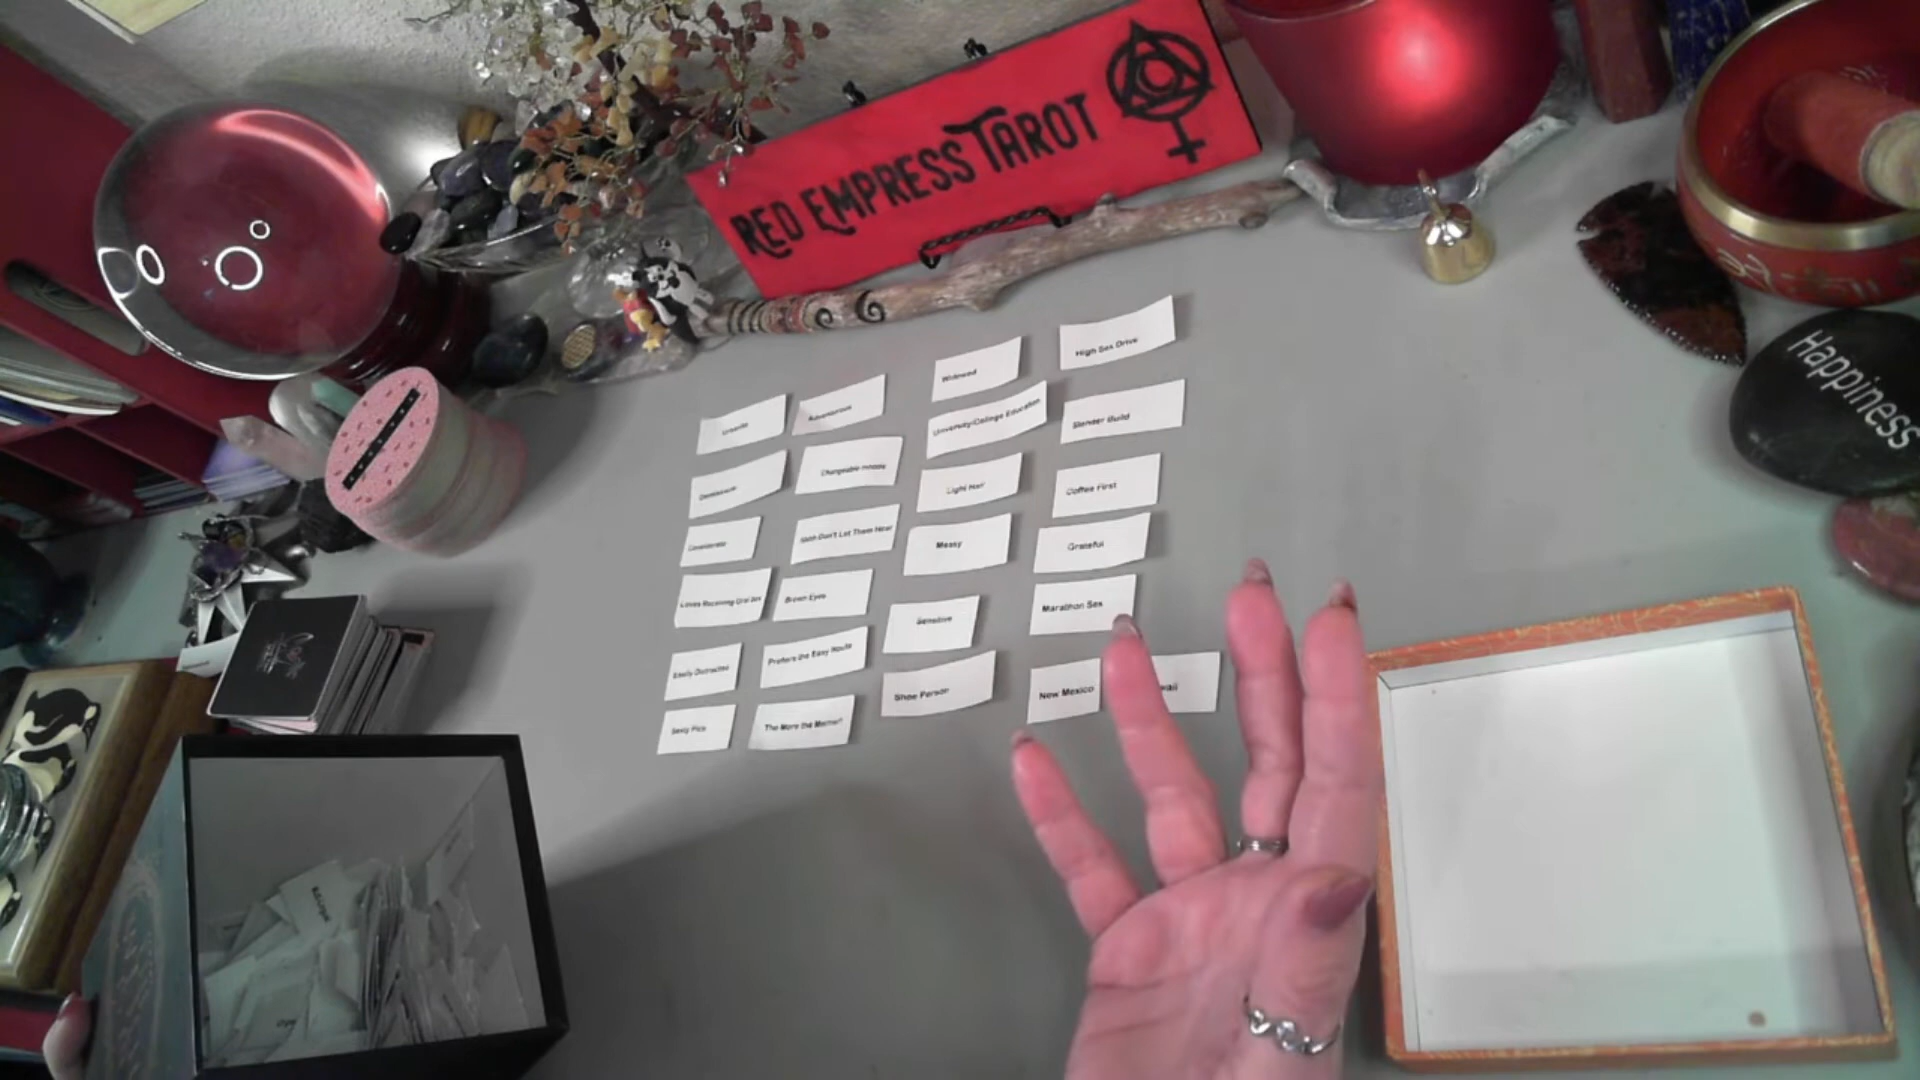 RED EMPRESS TAROT
Happiness
High Sex Drive
Widowed
Adventurous
University/College Education
Slender Build
Changeable moods
Light Hair
Coffee First
Considerate
Shhh Don't Let Them Hear
Messy
Grateful
Loves Receiving Oral Sex
Brown Eyes
Sensitive
Marathon Sex
Easily Distracted
Prefers the Easy Route
Shoe Person
New Mexico
Sexy Pics
The More the Merrier!